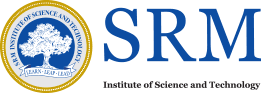 SRM INSTITUTE OF SCIENCE AND TECHNOLOGY
LEARN · LEAP · LEAD
SRM
Institute of Science and Technology